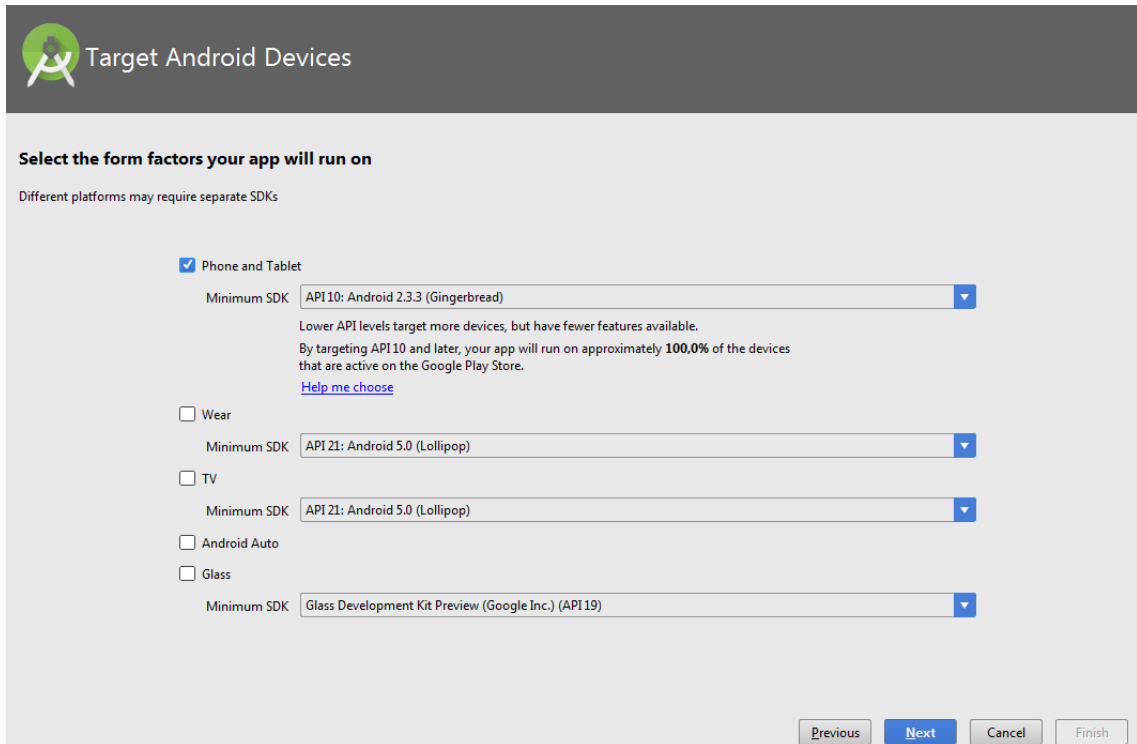 Target Android Devices
Select the form factors your app will run on
Different platforms may require separate SDKs
Phone and Tablet
Minimum SDK API 10: Android 2.3.3 (Gingerbread)
Lower API levels target more devices, but have fewer features available.
By targeting API 10 and later, your app will run on approximately 100,0% of the devices
that are active on the Google Play Store.
Help me choose
Wear
Minimum SDK API 21: Android 5.0 (Lollipop)
TV
Minimum SDK API 21: Android 5.0 (Lollipop)
Android Auto
Glass
Minimum SDK Glass Development Kit Preview (Google Inc.) (API 19)
Previous Next Cancel Finish